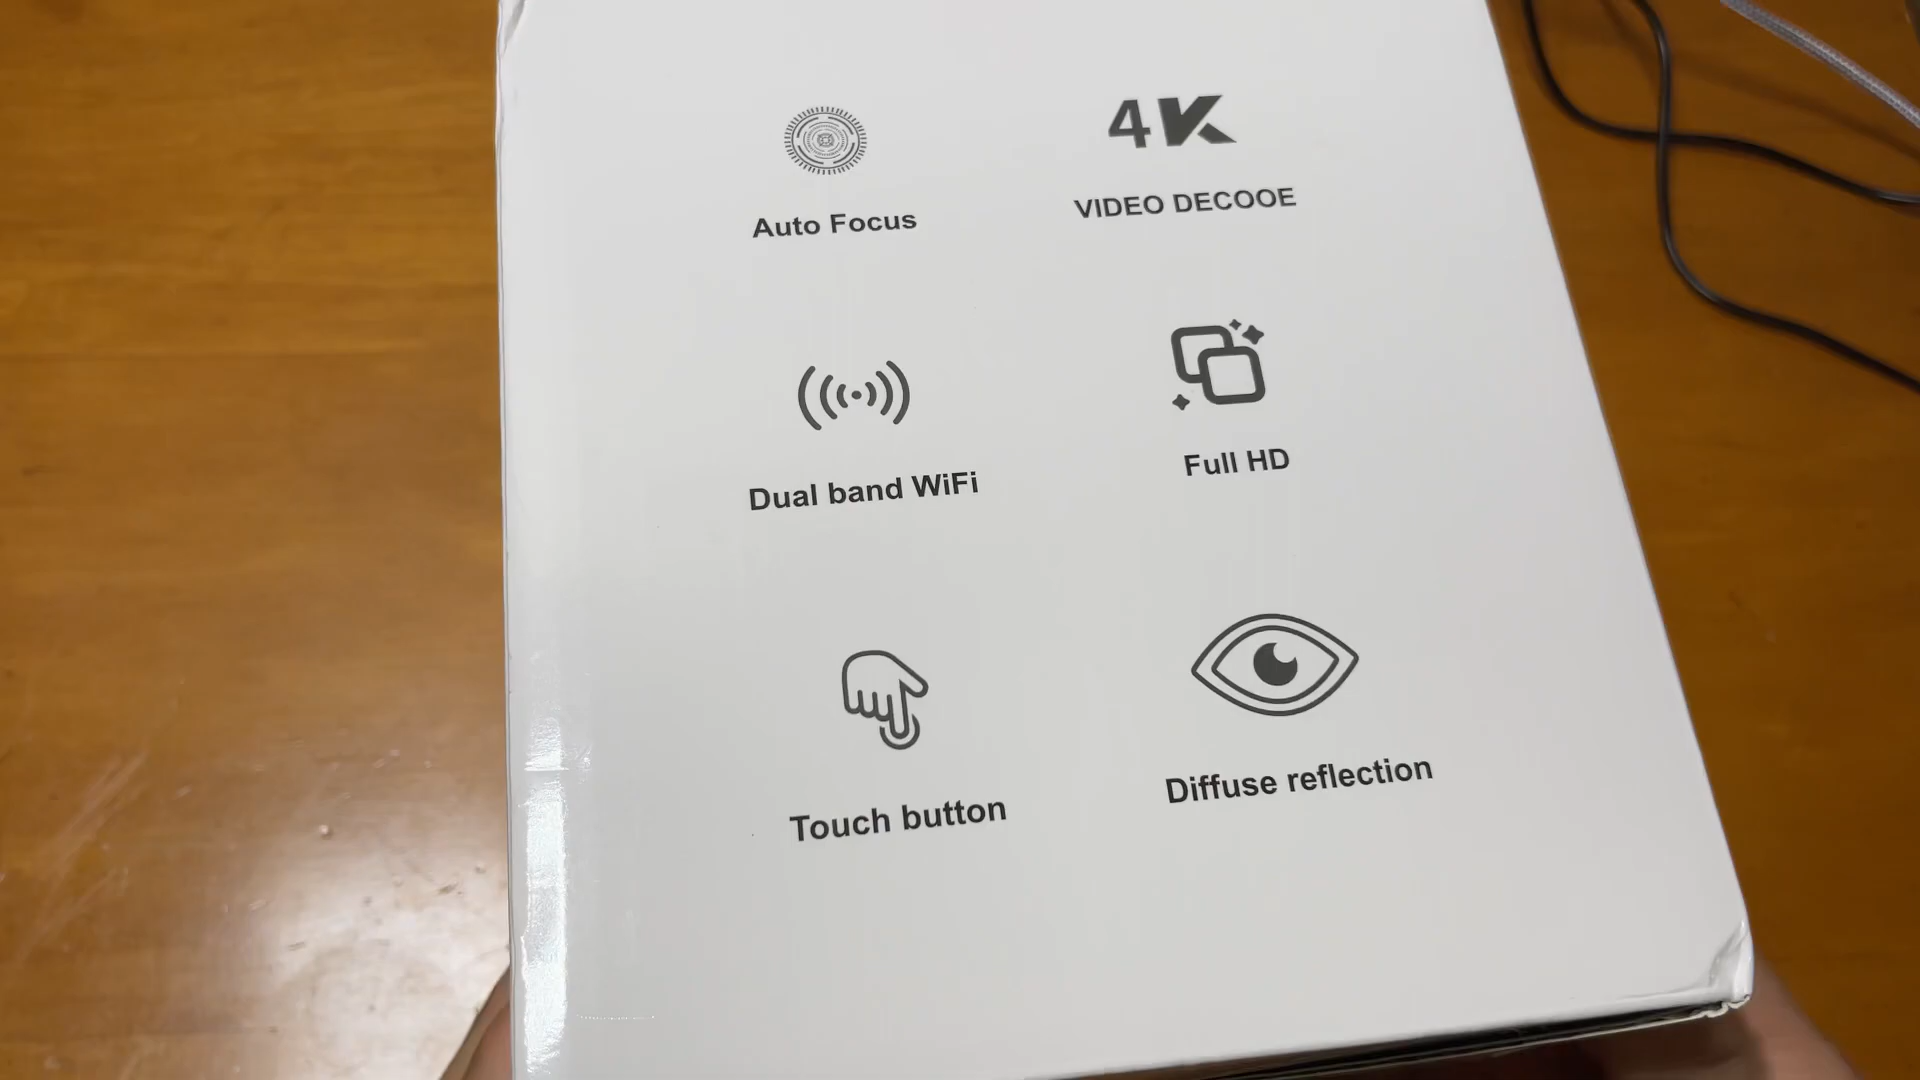 Auto Focus
4K
VIDEO DECOOE
Dual band WiFi
Full HD
Touch button
Diffuse reflection